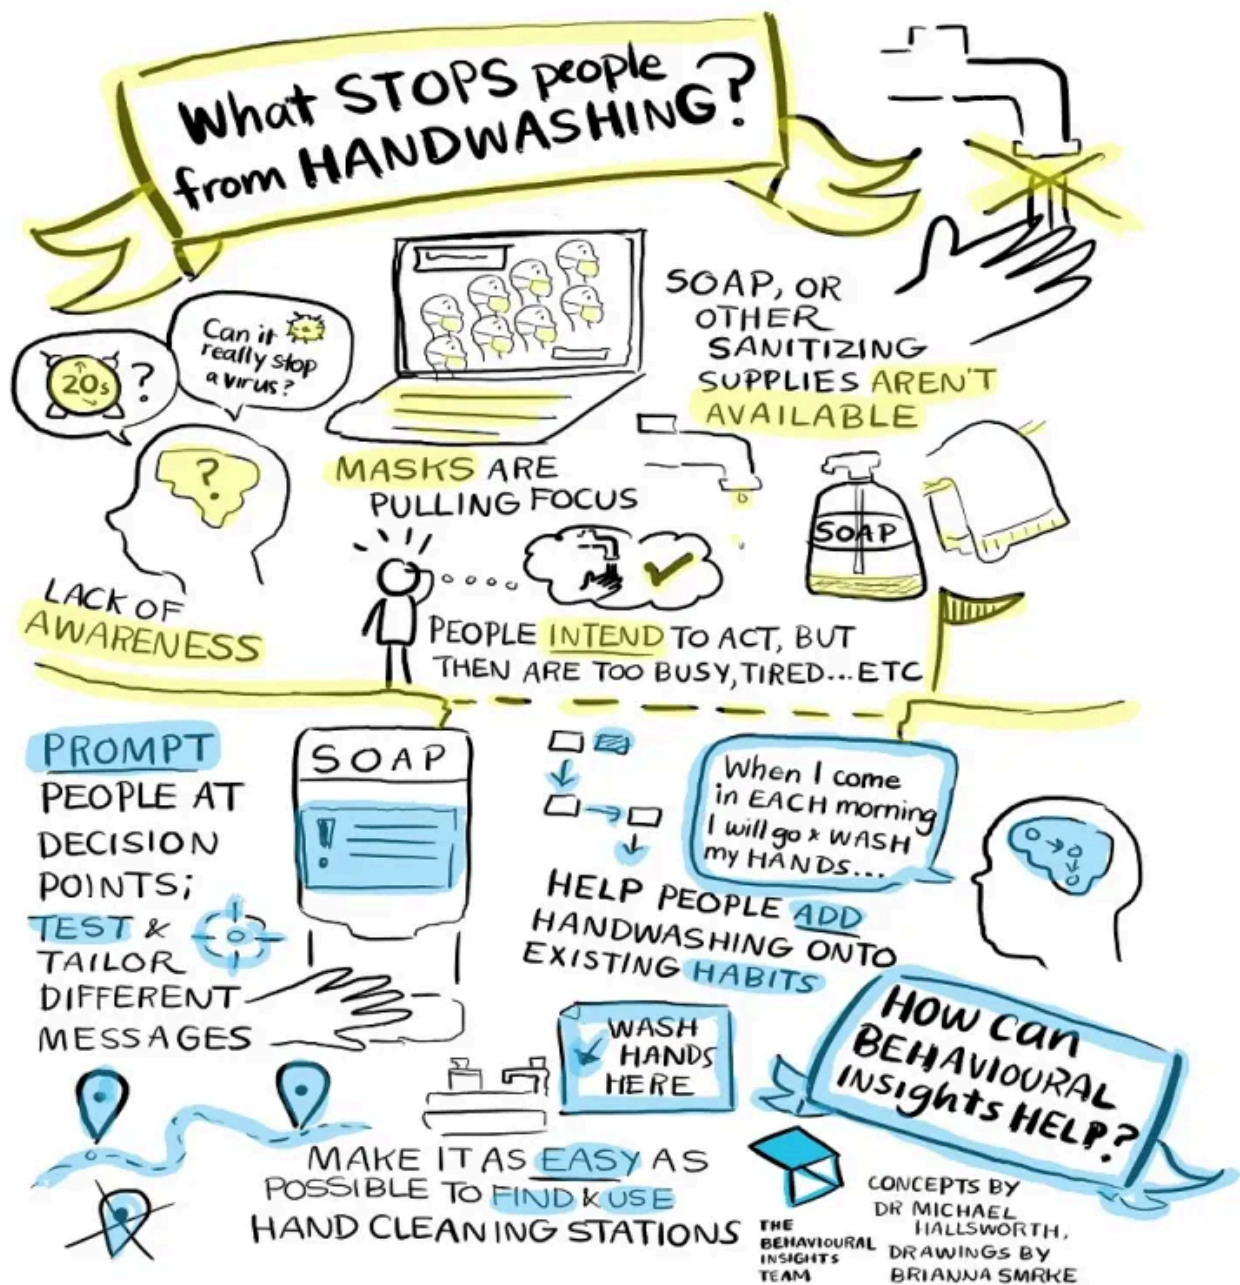 What STOPS people
from HANDWASHING?
20s ?
Can it
really stop
a virus?
?
LACK OF
AWARENESS
MASKS ARE
PULLING FOCUS
SOAP, OR
OTHER
SANITIZING
SUPPLIES AREN'T
AVAILABLE
SOAP
PEOPLE INTEND TO ACT, BUT
THEN ARE TOO BUSY, TIRED... ETC
PROMPT
PEOPLE AT
DECISION
POINTS;
TEST &
TAILOR
DIFFERENT
MESSAGES
SOAP
!
When I come
in EACH morning
I will go & WASH
my HANDS...
HELP PEOPLE ADD
HANDWASHING ONTO
EXISTING HABITS
WASH
HANDS
HERE
MAKE IT AS EASY AS
POSSIBLE TO FIND & USE
HAND CLEANING STATIONS
HOW can
BEHAVIOURAL
INSIGHTS HELP?
THE
BEHAVIOURAL
INSIGHTS
TEAM
CONCEPTS BY
DR MICHAEL
HALLSWORTH,
DRAWINGS BY
BRIANNA SMRKE